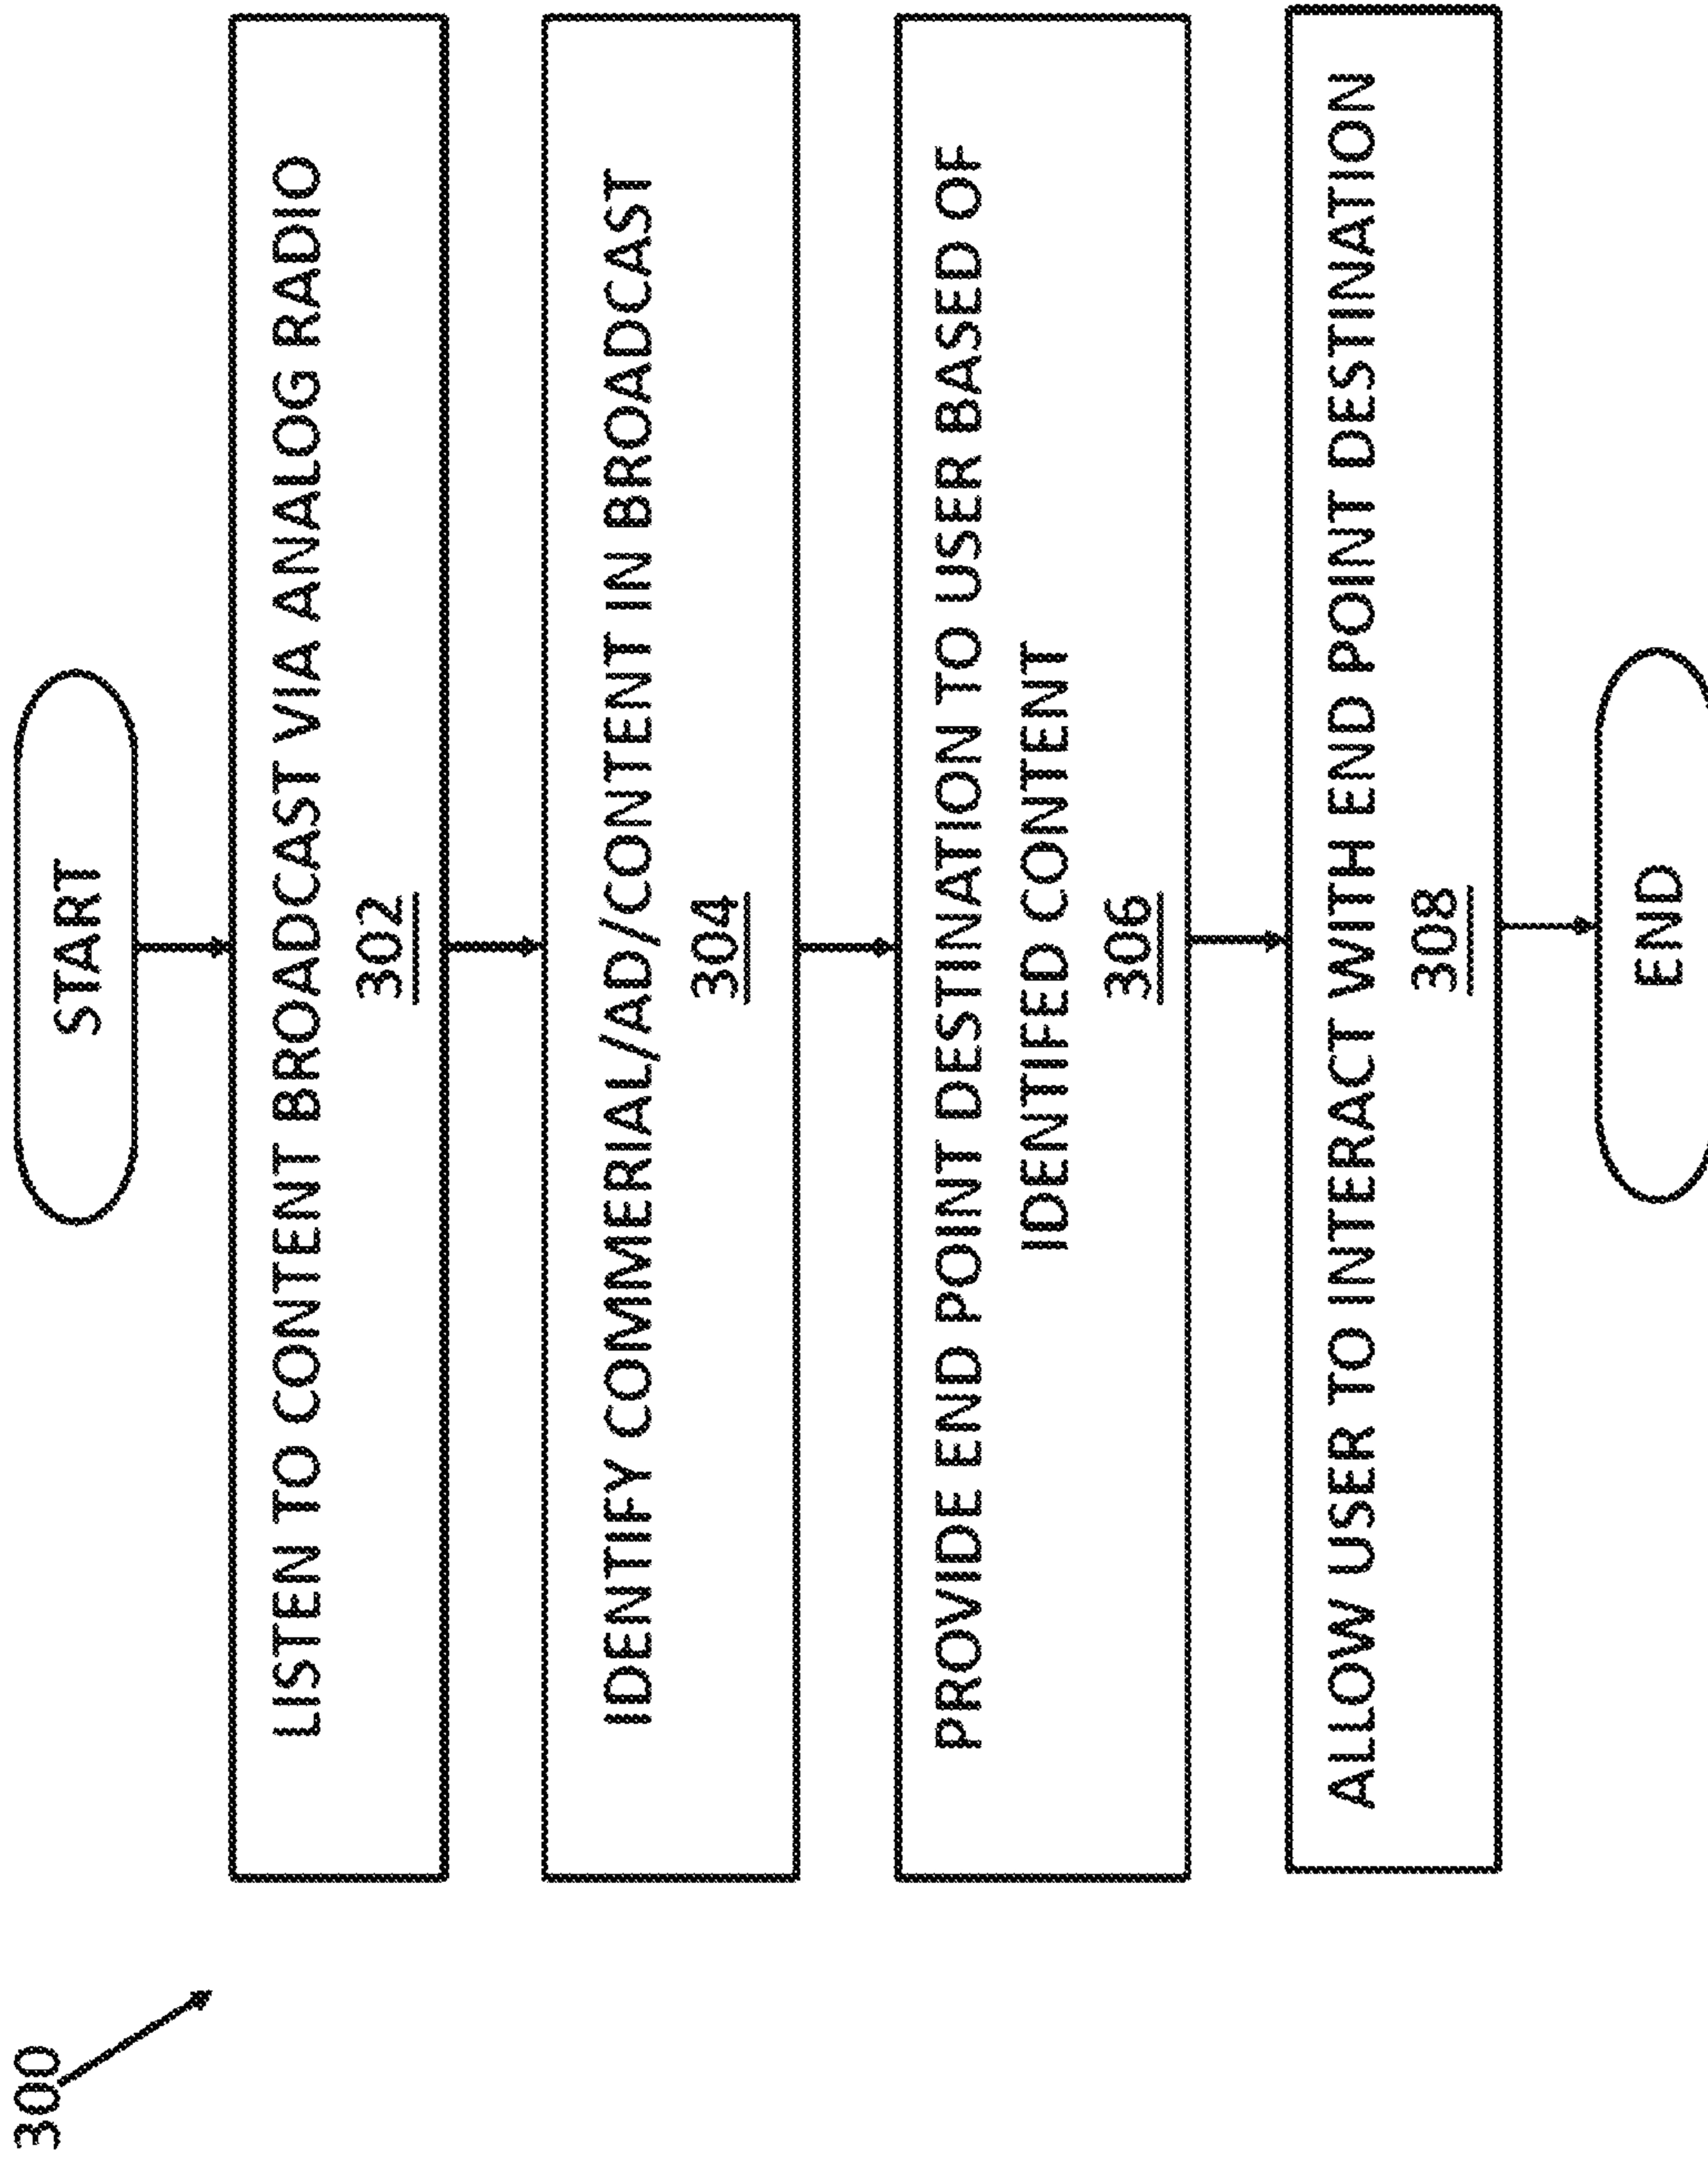 300
START
LISTEN TO CONTENT BROADCAST VIA ANALOG RADIO
302
IDENTIFY COMMERIAL/AD/CONTENT IN BROADCAST
304
PROVIDE END POINT DESTINATION TO USER BASED OF
IDENTIFED CONTENT
306
ALLOW USER TO INTERACT WITH END POINT DESTINATION
308
END